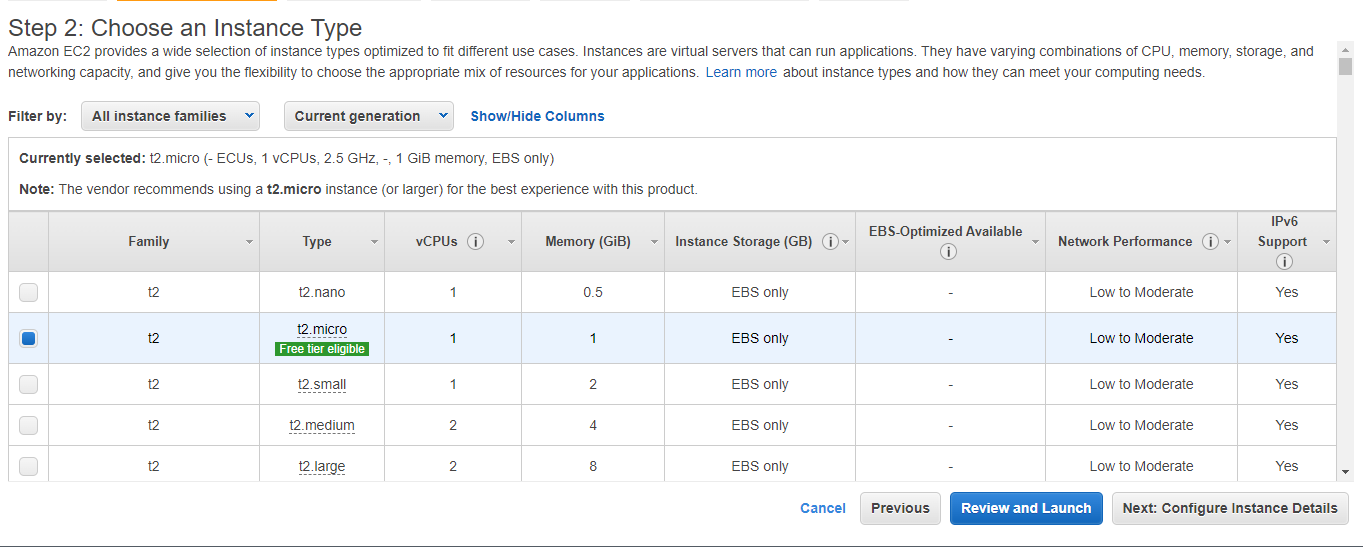 Step 2: Choose an Instance Type
Amazon EC2 provides a wide selection of instance types optimized to fit different use cases. Instances are virtual servers that can run applications. They have varying combinations of CPU, memory, storage, and
networking capacity, and give you the flexibility to choose the appropriate mix of resources for your applications. Learn more about instance types and how they can meet your computing needs.
Filter by: All instance families Current generation Show/Hide Columns
Currently selected: t2.micro (- ECUs, 1 vCPUs, 2.5 GHz, -, 1 GiB memory, EBS only)
Note: The vendor recommends using a t2.micro instance (or larger) for the best experience with this product.
Family Type vCPUs i Memory (GiB) Instance Storage (GB) i EBS-Optimized Available i Network Performance i IPv6 Support i
t2 t2.nano 1 0.5 EBS only - Low to Moderate Yes
t2 t2.micro Free tier eligible 1 1 EBS only - Low to Moderate Yes
t2 t2.small 1 2 EBS only - Low to Moderate Yes
t2 t2.medium 2 4 EBS only - Low to Moderate Yes
t2 t2.large 2 8 EBS only - Low to Moderate Yes
Cancel Previous Review and Launch Next: Configure Instance Details